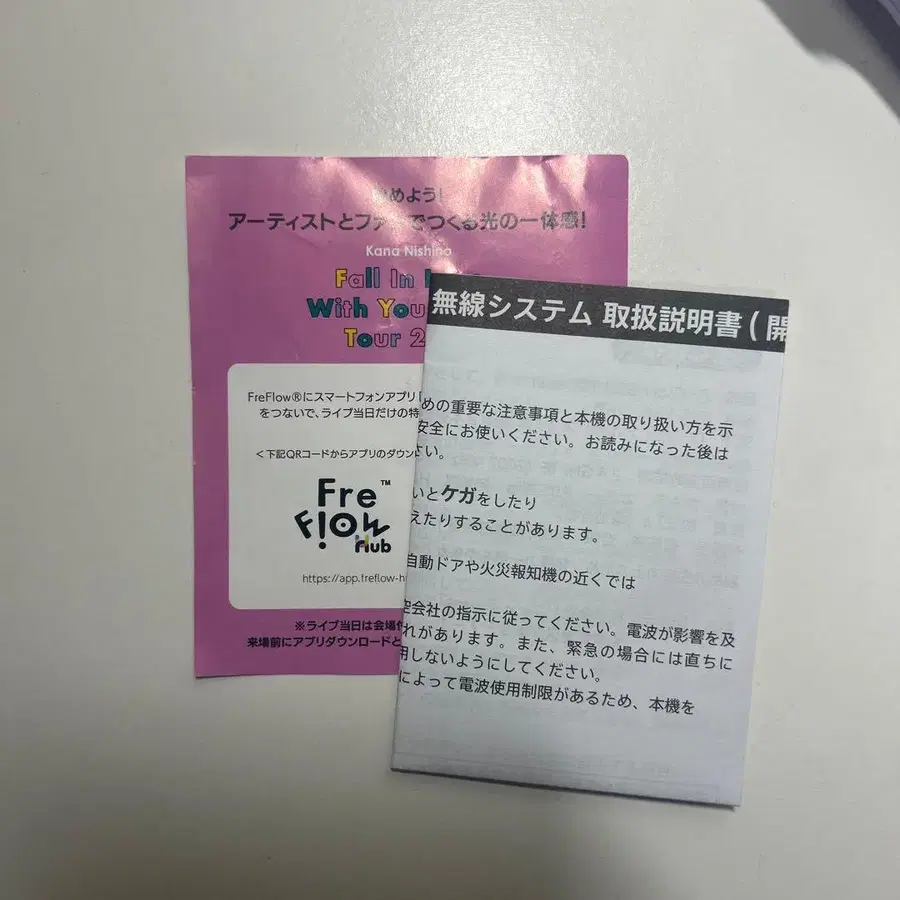 めよう!
アーティストとファ でつくる光の一体感!
Kana Nishino
Fall In
With You
Tour 2
FreFlow®にスマートフォンアプリ
をつないで、ライブ当日だけの特
<下記QRコードからアプリのダウン
Fre™
Flow
Hub
https://app.freflow-h
※ライブ当日は会場付
来場前にアプリダウンロードと
無線システム 取扱説明書 ( 開
めの重要な注意事項と本機の取り扱い方を示
安全にお使いください。お読みになった後は
さい。
いとケガをしたり
えたりすることがあります。
自動ドアや火災報知機の近くでは
空会社の指示に従ってください。電波が影響を及
れがあります。また、緊急の場合には直ちに
用しないようにしてください。
によって電波使用制限があるため、本機を